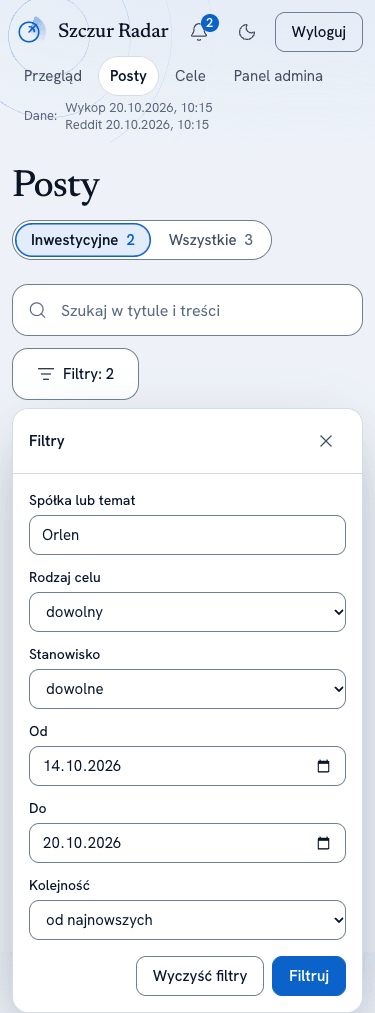 Szczur Radar
2
Wyloguj
Przegląd
Posty
Cele
Panel admina
Dane:
Wykop 20.10.2026, 10:15
Reddit 20.10.2026, 10:15
Posty
Inwestycyjne 2
Wszystkie 3
Szukaj w tytule i treści
Filtry: 2
Filtry
Spółka lub temat
Orlen
Rodzaj celu
dowolny
Stanowisko
dowolne
Od
14.10.2026
Do
20.10.2026
Kolejność
od najnowszych
Wyczyść filtry
Filtruj